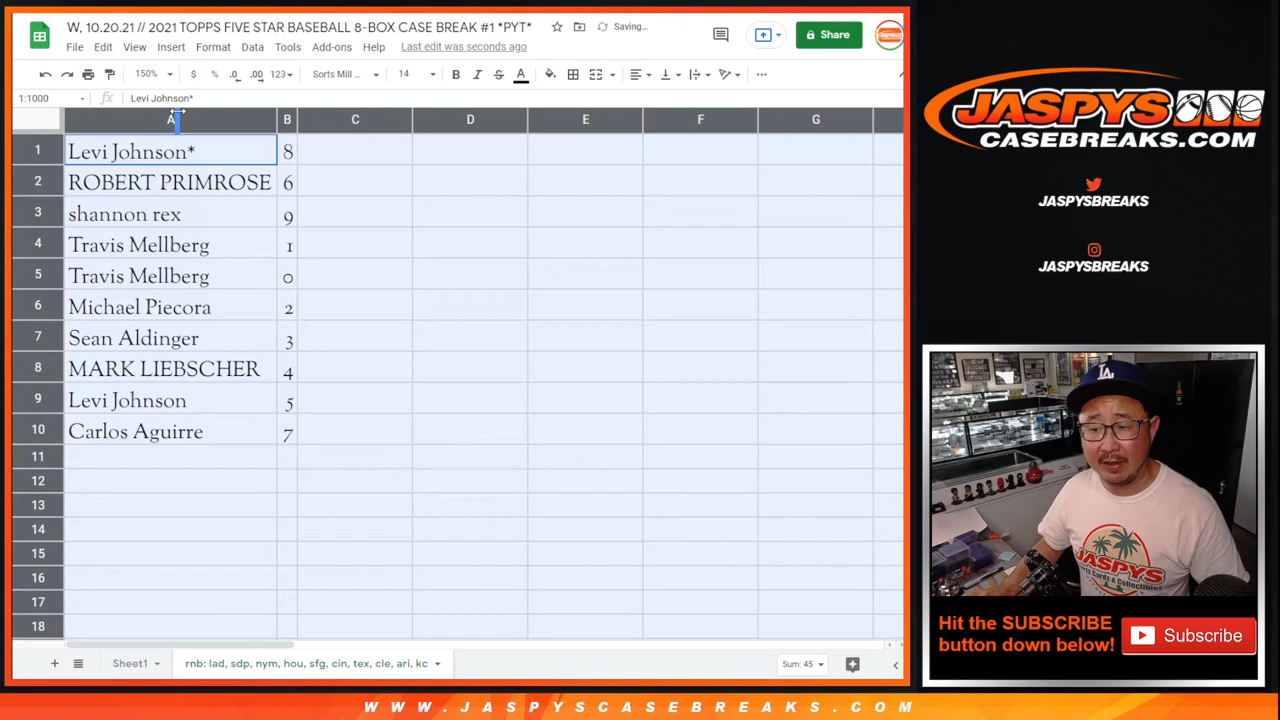 W, 10.20.21 // 2021 TOPPS FIVE STAR BASEBALL 8-BOX CASE BREAK #1 *PYT*
Saving...
Share
File Edit View Insert Format Data Tools Add-ons Help Last edit was seconds ago
150% $ % .0 .00 123 Sorts Mill ... 14 B I S A
1:1000 fx Levi Johnson*
A B C D E F G
1 Levi Johnson* 8
2 ROBERT PRIMROSE 6
3 shannon rex 9
4 Travis Mellberg 1
5 Travis Mellberg 0
6 Michael Piecora 2
7 Sean Aldinger 3
8 MARK LIEBSCHER 4
9 Levi Johnson 5
10 Carlos Aguirre 7
11
12
13
14
15
16
17
18
Sheet1 rnb: lad, sdp, nym, hou, sfg, cin, tex, cle, ari, kc Sum: 45
JASPYS
CASEBREAKS.COM
JASPYSBREAKS
JASPYSBREAKS
LA
JASPYS
Hit the SUBSCRIBE
button down below!
Subscribe
WWW.JASPYSCASEBREAKS.COM